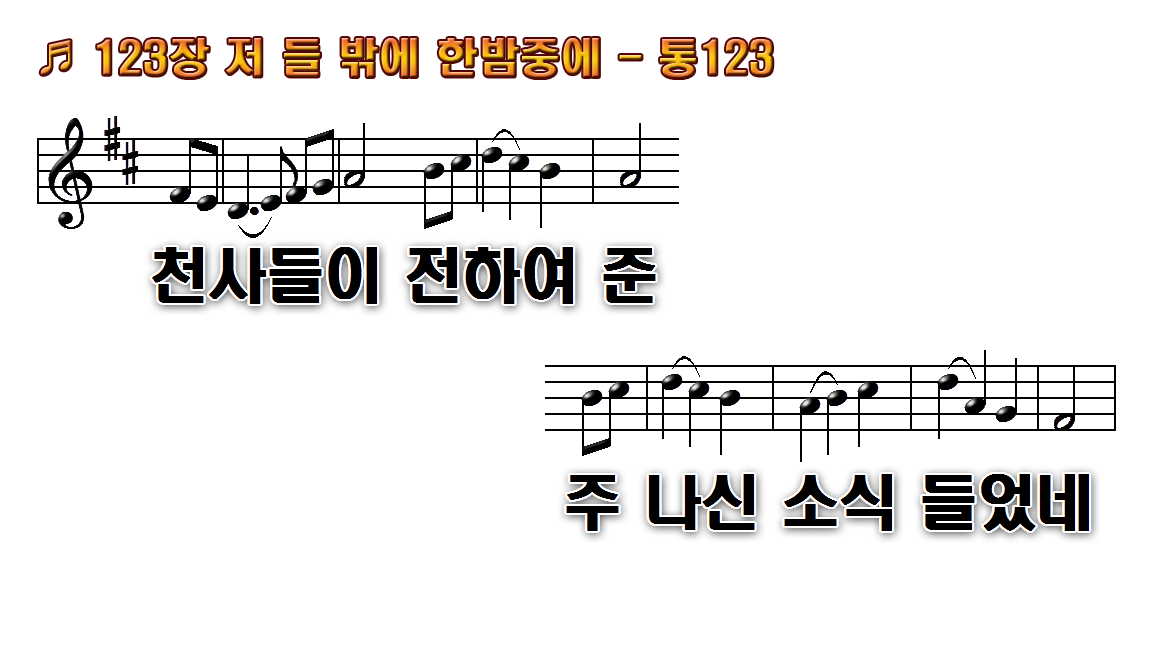 ♬ 123장 저 들 밖에 한밤중에 - 통123
천사들이 전하여 준
주 나신 소식 들었네